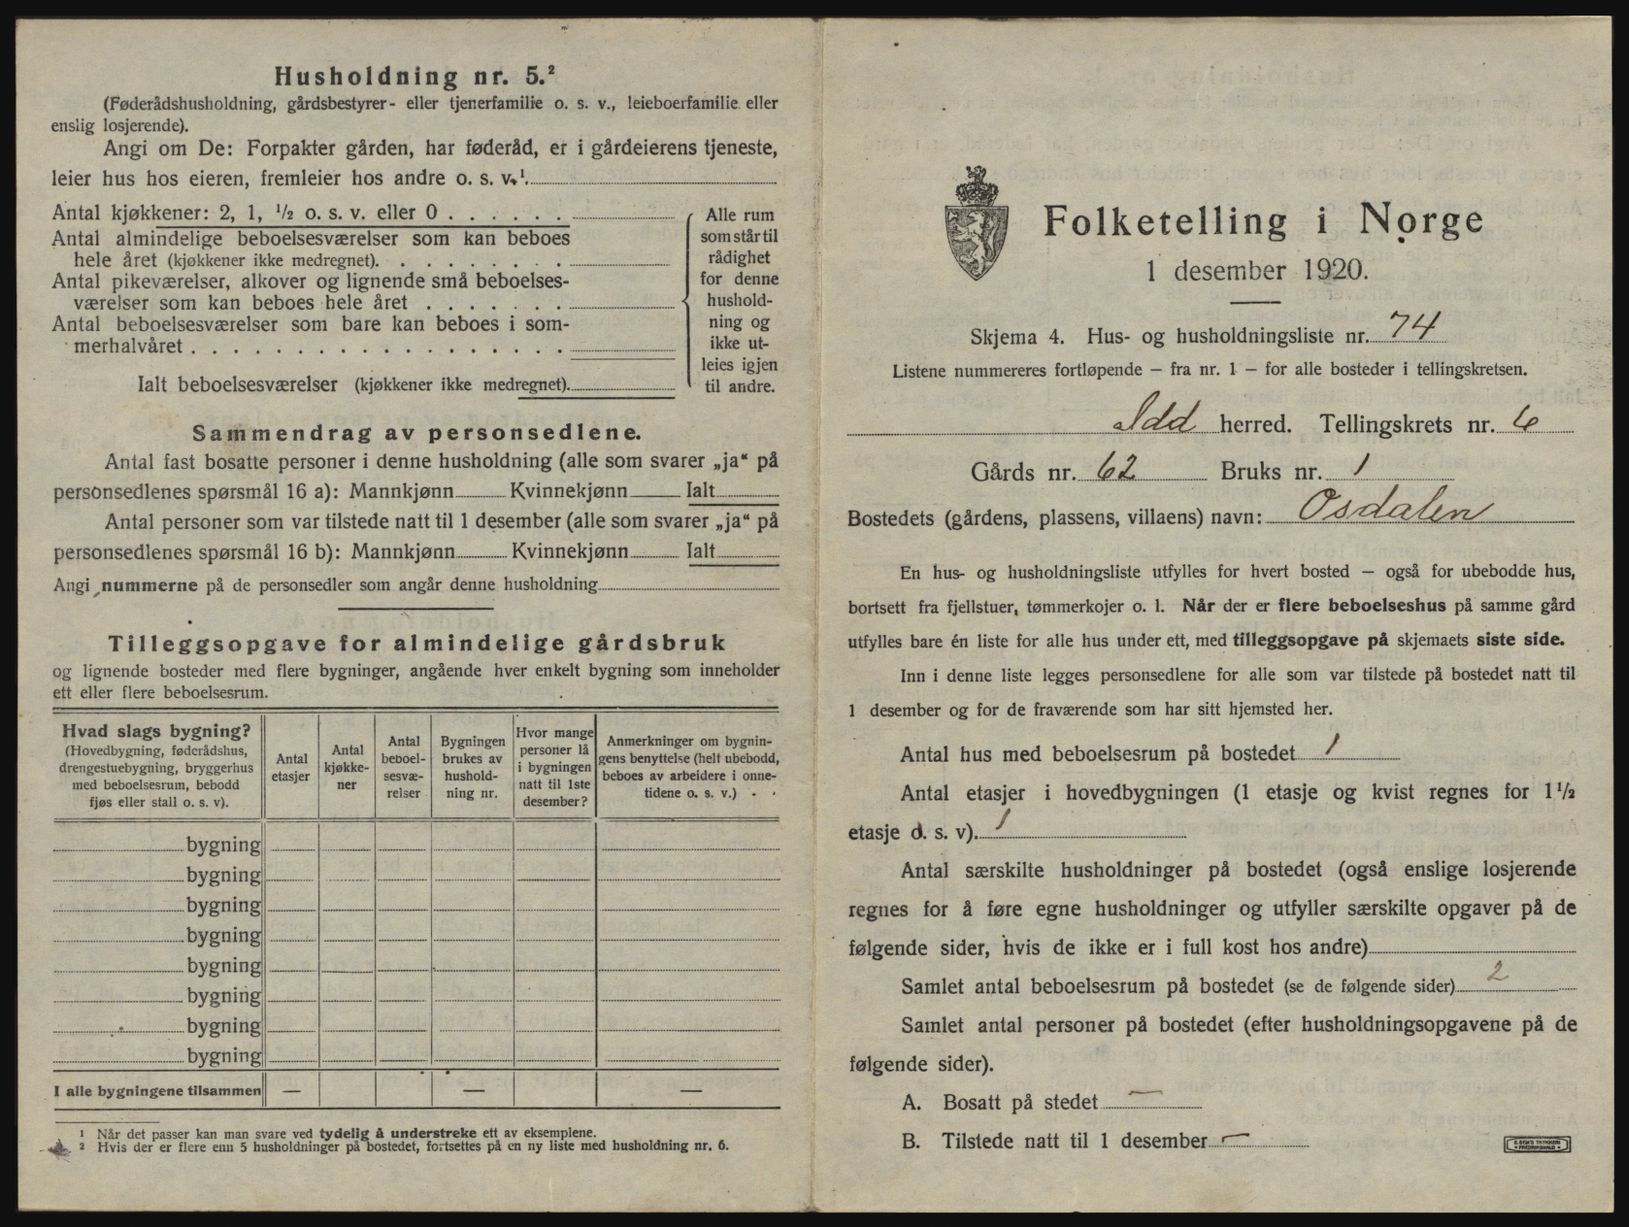 Husholdning nr. 5.²
(Føderådshusholdning, gårdsbestyrer- eller tjenerfamilie o. s. v., leieboerfamilie eller
enslig losjerende).
Angi om De: Forpakter gården, har føderåd, er i gårdeierens tjeneste,
leier hus hos eieren, fremleier hos andre o. s. v.¹.
Antal kjøkkener: 2, 1, ½ o. s. v. eller 0 . . . . . .
Antal almindelige beboelsesværelser som kan beboes
hele året (kjøkkener ikke medregnet). . . . . . . . .
Antal pikeværelser, alkover og lignende små beboelses-
værelser som kan beboes hele året . . . . . . .
Antal beboelsesværelser som bare kan beboes i som-
merhalvåret . . . . . . . . . . . . . . . . . .
Ialt beboelsesværelser (kjøkkener ikke medregnet).
Alle rum
som står til
rådighet
for denne
hushold-
ning og
ikke ut-
leies igjen
til andre.
Sammendrag av personsedlene.
Antal fast bosatte personer i denne husholdning (alle som svarer „ja“ på
personsedlenes spørsmål 16 a): Mannkjønn Kvinnekjønn Ialt
Antal personer som var tilstede natt til 1 desember (alle som svarer „ja“ på
personsedlenes spørsmål 16 b): Mannkjønn Kvinnekjønn Ialt
Angi nummerne på de personsedler som angår denne husholdning
Tilleggsopgave for almindelige gårdsbruk
og lignende bosteder med flere bygninger, angående hver enkelt bygning som inneholder
ett eller flere beboelsesrum.
Hvad slags bygning?
(Hovedbygning, føderådshus,
drengestuebygning, bryggerhus
med beboelsesrum, bebodd
fjøs eller stall o. s. v).
Antal
etasjer
Antal
kjøkke-
ner
Antal
beboel-
sesvæ-
relser
Bygningen
brukes av
hushold-
ning nr.
Hvor mange
personer lå
i bygningen
natt til 1ste
desember?
Anmerkninger om bygnin-
gens benyttelse (helt ubebodd,
beboes av arbeidere i onne-
tidene o. s. v.)
bygning
bygning
bygning
bygning
bygning
bygning
bygning
bygning
I alle bygningene tilsammen — — —
¹ Når det passer kan man svare ved tydelig å understreke ett av eksemplene.
² Hvis der er flere enn 5 husholdninger på bostedet, fortsettes på en ny liste med husholdning nr. 6.
Folketelling i Norge
1 desember 1920.
Skjema 4. Hus- og husholdningsliste nr. 74
Listene nummereres fortløpende – fra nr. 1 – for alle bosteder i tellingskretsen.
Idd herred. Tellingskrets nr. 6
Gårds nr. 62 Bruks nr. 1
Bostedets (gårdens, plassens, villaens) navn: Osdalen
En hus- og husholdningsliste utfylles for hvert bosted – også for ubebodde hus,
bortsett fra fjellstuer, tømmerkojer o. l. Når der er flere beboelseshus på samme gård
utfylles bare én liste for alle hus under ett, med tilleggsopgave på skjemaets siste side.
Inn i denne liste legges personsedlene for alle som var tilstede på bostedet natt til
1 desember og for de fraværende som har sitt hjemsted her.
Antal hus med beboelsesrum på bostedet 1
Antal etasjer i hovedbygningen (1 etasje og kvist regnes for 1½
etasje o. s. v). 1
Antal særskilte husholdninger på bostedet (også enslige losjerende
regnes for å føre egne husholdninger og utfyller særskilte opgaver på de
følgende sider, hvis de ikke er i full kost hos andre)
Samlet antal beboelsesrum på bostedet (se de følgende sider) 2
Samlet antal personer på bostedet (efter husholdningsopgavene på de
følgende sider).
A. Bosatt på stedet —
B. Tilstede natt til 1 desember —